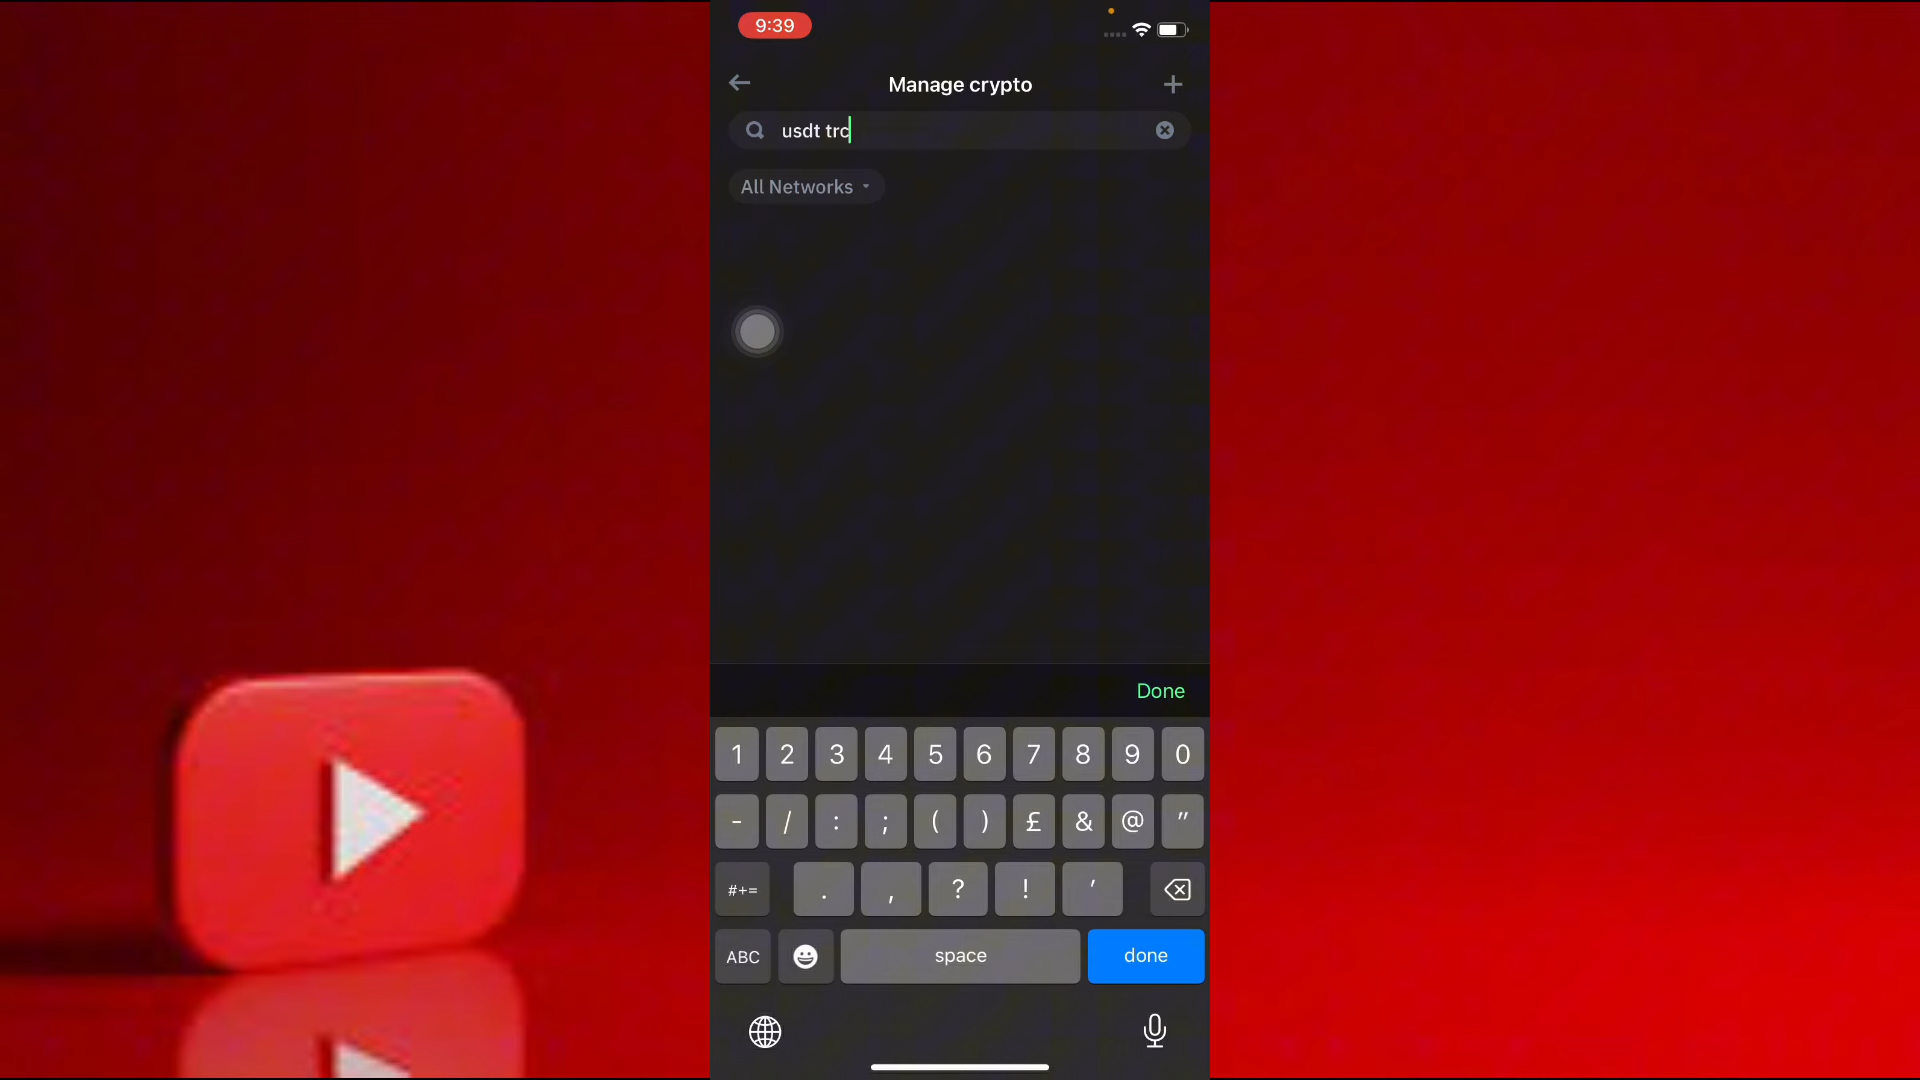 9:39
Manage crypto
usdt trc
All Networks
Done
1 2 3 4 5 6 7 8 9 0
- / : ; ( ) £ & @ "
#+= . , ? ! '
ABC space done